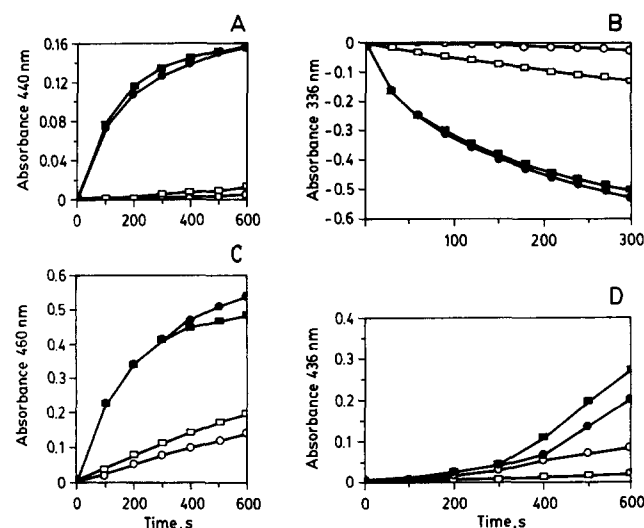 A
Absorbance 440 nm
0.16
0.12
0.08
0.04
0
0 200 400 600
B
Absorbance 336 nm
0
-0.1
-0.2
-0.3
-0.4
-0.5
-0.6
100 200 300
C
Absorbance 460 nm
0.6
0.5
0.4
0.3
0.2
0.1
0
0 200 400 600
Time, s
D
Absorbance 436 nm
0.4
0.3
0.2
0.1
0
0 200 400 600
Time, s